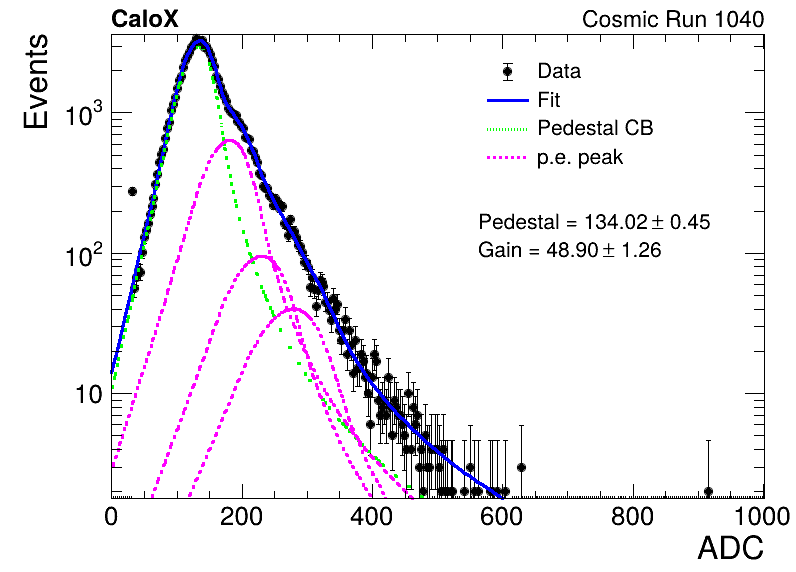 CaloX Cosmic Run 1040
Events
Data
Fit
Pedestal CB
p.e. peak
Pedestal = 134.02 ± 0.45
Gain = 48.90 ± 1.26
10³
10²
10
0 200 400 600 800 1000
ADC